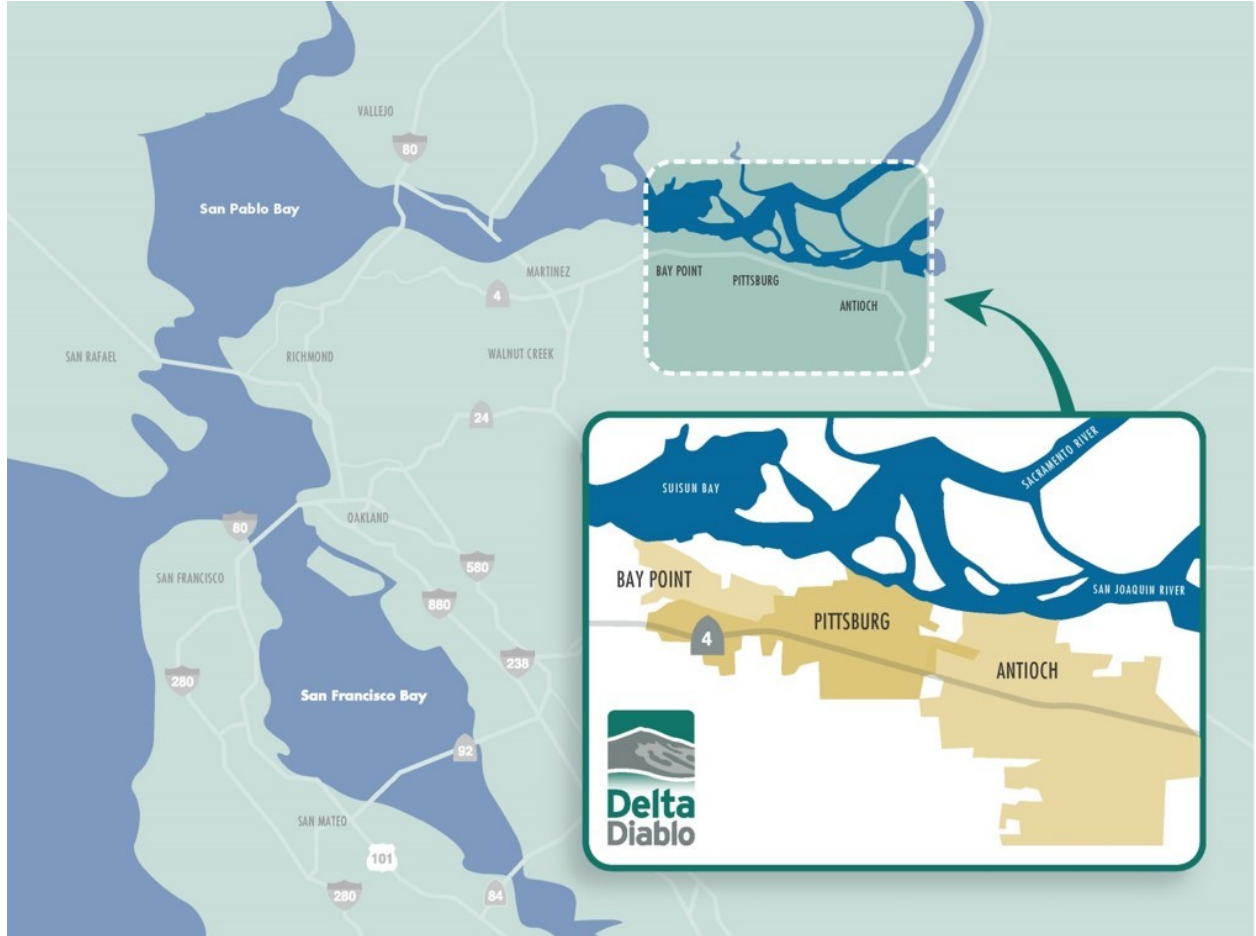 VALLEJO
80
San Pablo Bay
MARTINEZ
4
BAY POINT
PITTSBURG
ANTIOCH
SAN RAFAEL
RICHMOND
WALNUT CREEK
24
80
OAKLAND
SAN FRANCISCO
580
880
280
238
San Francisco Bay
92
SAN MATEO
101
280
84
SUISUN BAY
SACRAMENTO RIVER
SAN JOAQUIN RIVER
BAY POINT
PITTSBURG
4
ANTIOCH
Delta
Diablo